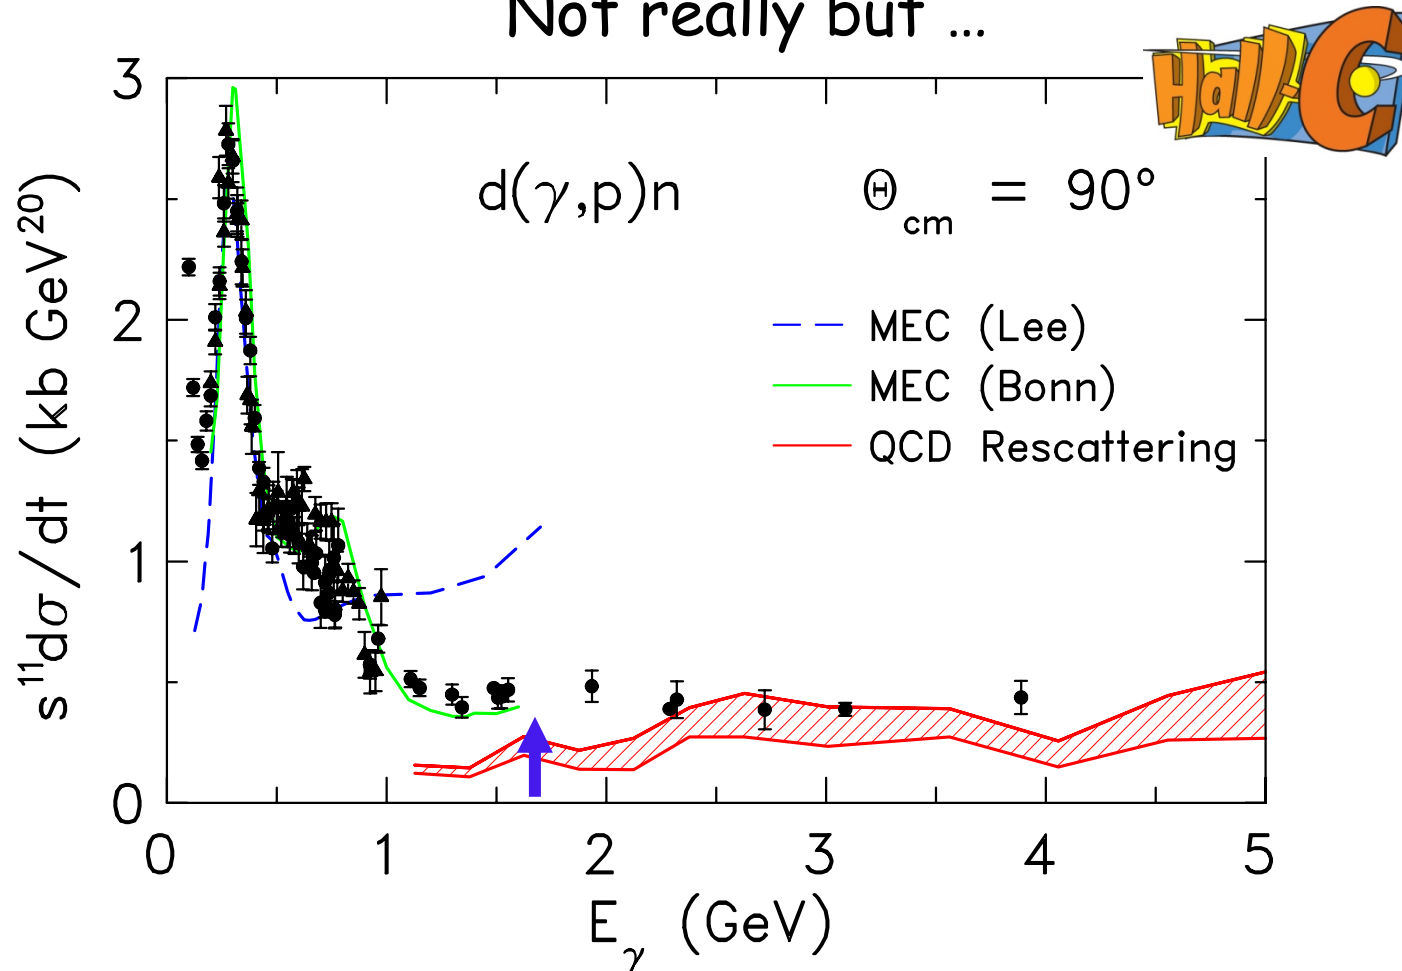 Not really but ...
Hall-C
3
d(γ,p)n
Θcm = 90°
s¹¹dσ/dt (kb GeV²⁰)
2
MEC (Lee)
MEC (Bonn)
QCD Rescattering
1
0
0 1 2 3 4 5
Eγ (GeV)